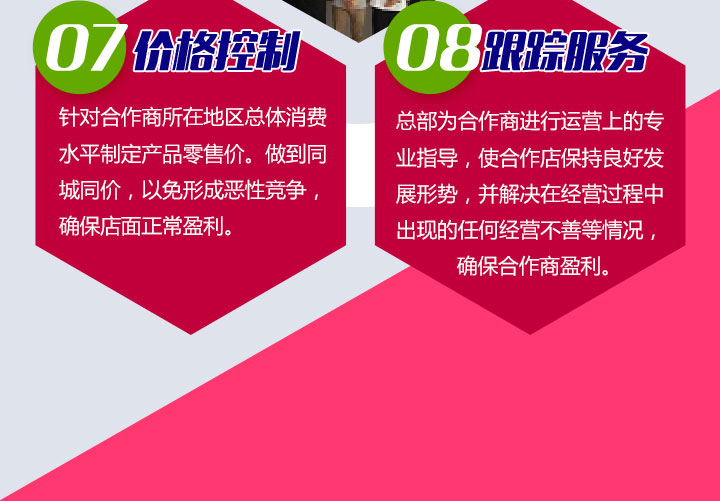 07 价格控制
针对合作商所在地区总体消费
水平制定产品零售价。做到同
城同价，以免形成恶性竞争，
确保店面正常盈利。
08 跟踪服务
总部为合作商进行运营上的专
业指导，使合作店保持良好发
展形势，并解决在经营过程中
出现的任何经营不善等情况，
确保合作商盈利。